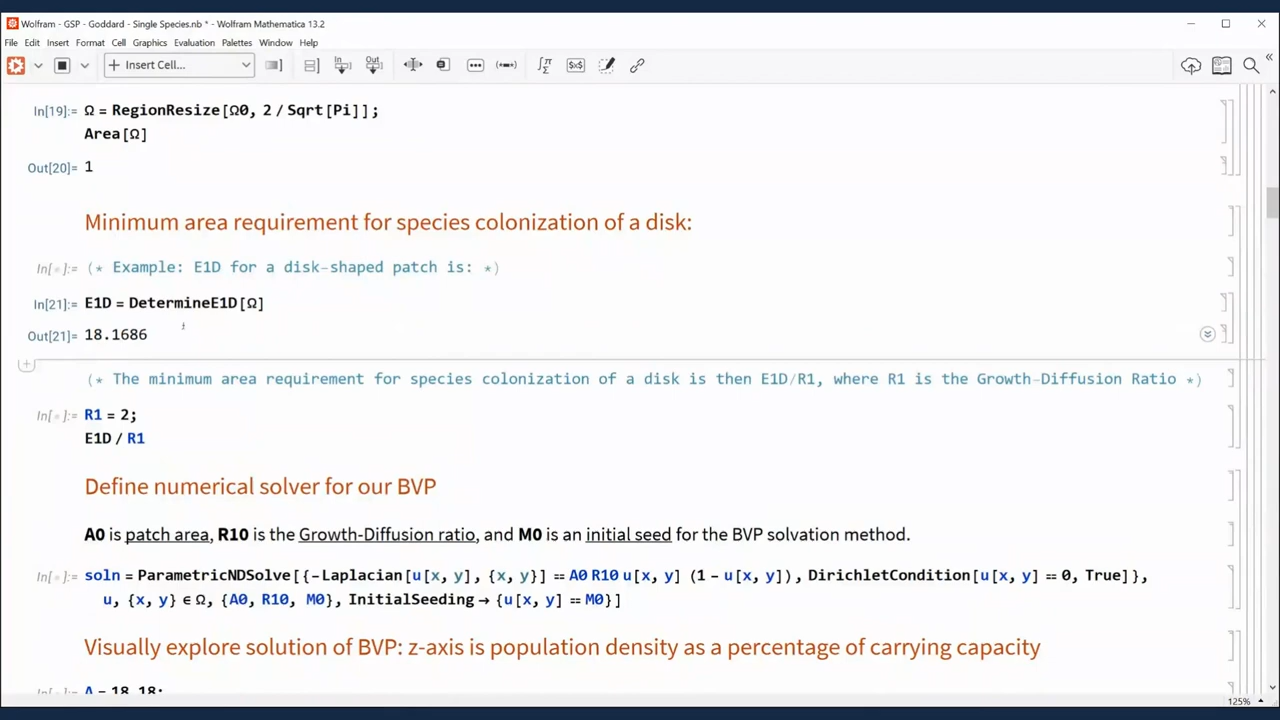 Wolfram - GSP - Goddard - Single Species.nb * - Wolfram Mathematica 13.2
File Edit Insert Format Cell Graphics Evaluation Palettes Window Help
Insert Cell... In Out
In[19]:= Ω = RegionResize[Ω0, 2 / Sqrt[Pi]];
Area[Ω]
Out[20]= 1
Minimum area requirement for species colonization of a disk:
In[ ]:= (* Example: E1D for a disk-shaped patch is: *)
In[21]:= E1D = DetermineE1D[Ω]
Out[21]= 18.1686
(* The minimum area requirement for species colonization of a disk is then E1D/R1, where R1 is the Growth-Diffusion Ratio *)
In[ ]:= R1 = 2;
E1D / R1
Define numerical solver for our BVP
A0 is patch area, R10 is the Growth-Diffusion ratio, and M0 is an initial seed for the BVP solvation method.
In[ ]:= soln = ParametricNDSolve[{-Laplacian[u[x, y], {x, y}] == A0 R10 u[x, y] (1 - u[x, y]), DirichletCondition[u[x, y] == 0, True]},
u, {x, y} ∈ Ω, {A0, R10, M0}, InitialSeeding → {u[x, y] == M0}]
Visually explore solution of BVP: z-axis is population density as a percentage of carrying capacity
In[ ]:= A = 18.18;
125%